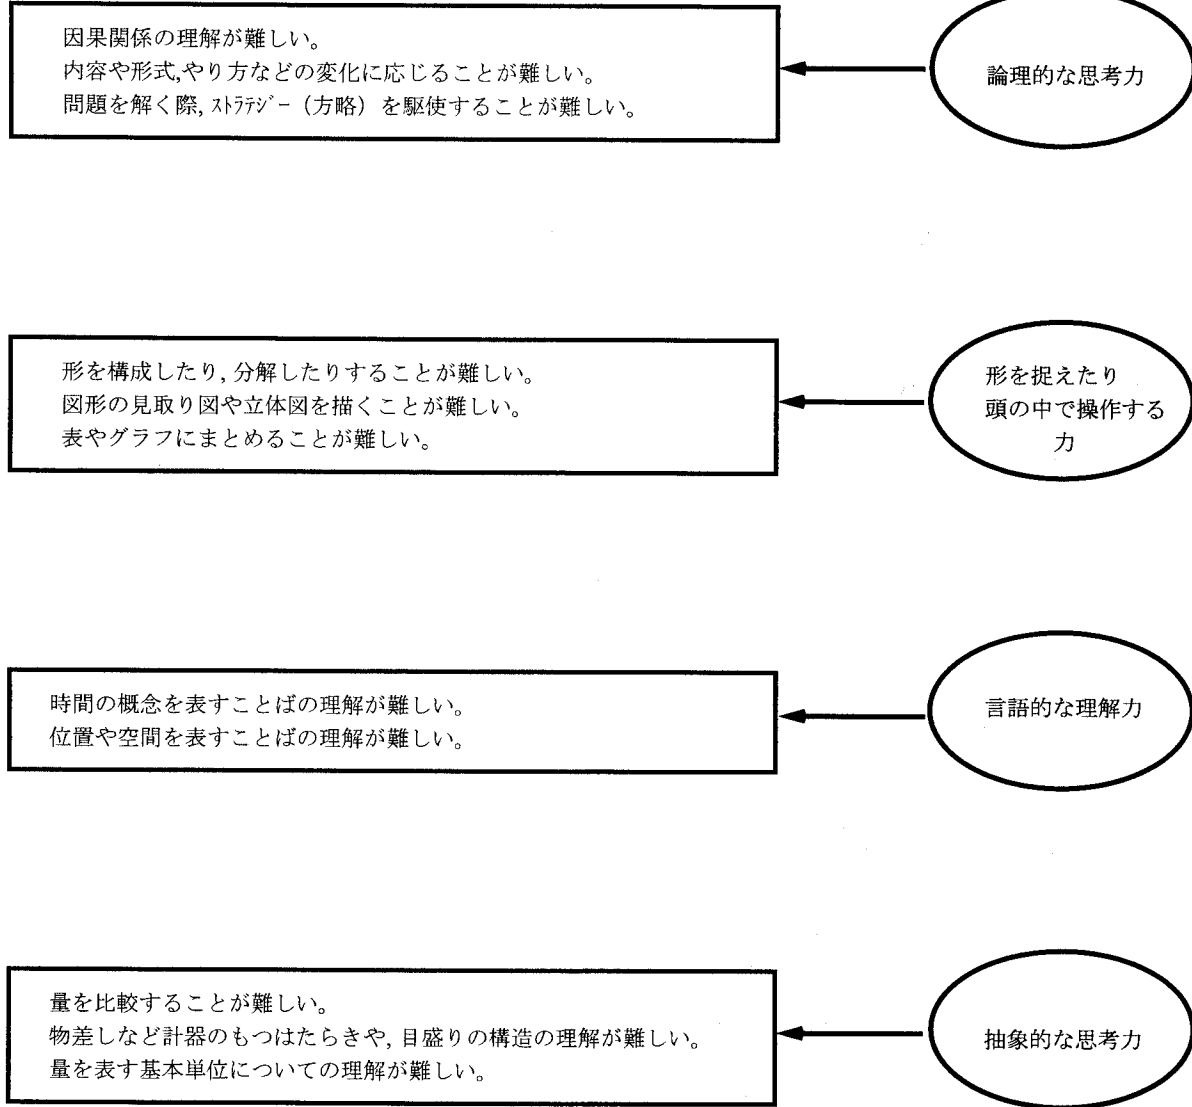 因果関係の理解が難しい。
内容や形式,やり方などの変化に応じることが難しい。
問題を解く際,ｽﾄﾗﾃｼﾞｰ（方略）を駆使することが難しい。
論理的な思考力
形を構成したり,分解したりすることが難しい。
図形の見取り図や立体図を描くことが難しい。
表やグラフにまとめることが難しい。
形を捉えたり
頭の中で操作する
力
時間の概念を表すことばの理解が難しい。
位置や空間を表すことばの理解が難しい。
言語的な理解力
量を比較することが難しい。
物差しなど計器のもつはたらきや,目盛りの構造の理解が難しい。
量を表す基本単位についての理解が難しい。
抽象的な思考力